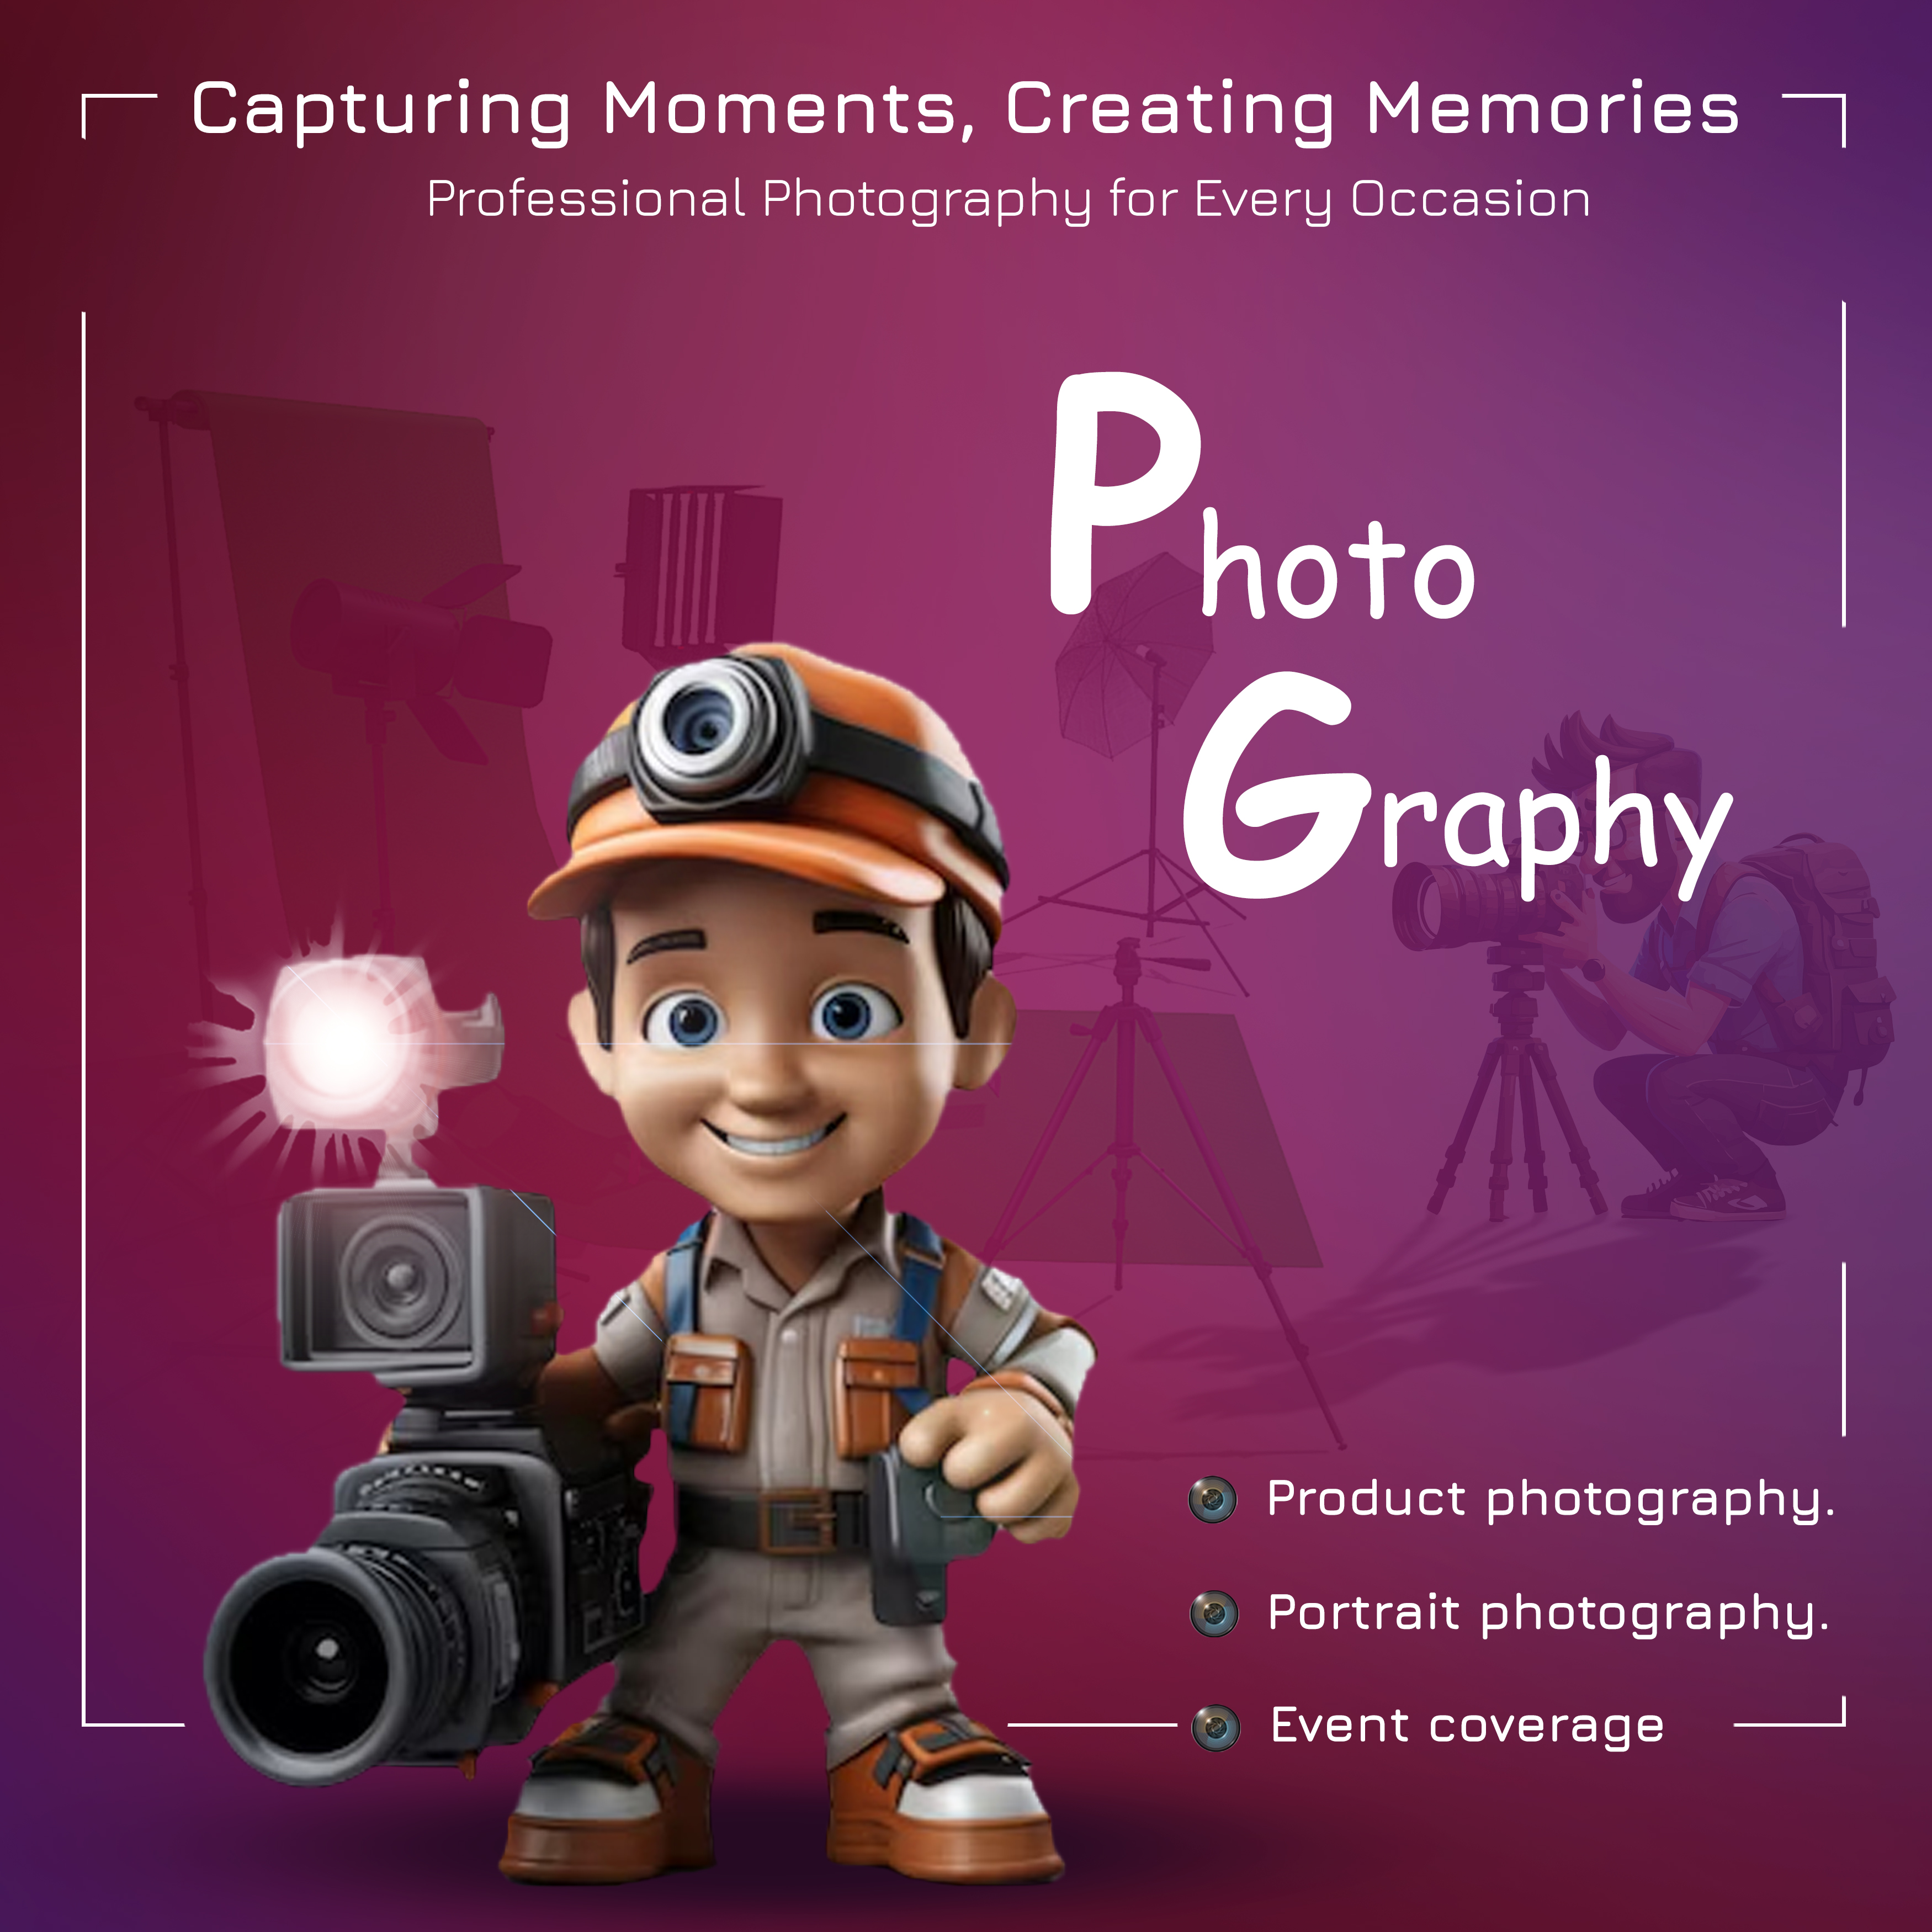 Capturing Moments, Creating Memories
Professional Photography for Every Occasion
Photo
Graphy
Product photography.
Portrait photography.
Event coverage